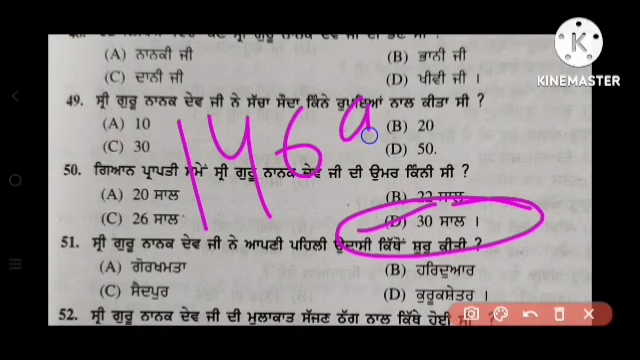 (A) ਨਾਨਕੀ ਜੀ (B) ਭਾਨੀ ਜੀ
(C) ਦਾਨੀ ਜੀ (D) ਖੀਵੀ ਜੀ ।
KINEMASTER
49. ਸ੍ਰੀ ਗੁਰੂ ਨਾਨਕ ਦੇਵ ਜੀ ਨੇ ਸੱਚਾ ਸੌਦਾ ਕਿੰਨੇ ਰੁਪਇਆਂ ਨਾਲ ਕੀਤਾ ਸੀ ?
(A) 10 (B) 20
(C) 30 (D) 50.
1469
50. ਗਿਆਨ ਪ੍ਰਾਪਤੀ ਸਮੇਂ ਸ੍ਰੀ ਗੁਰੂ ਨਾਨਕ ਦੇਵ ਜੀ ਦੀ ਉਮਰ ਕਿੰਨੀ ਸੀ ?
(A) 20 ਸਾਲ (B) 22 ਸਾਲ
(C) 26 ਸਾਲ (D) 30 ਸਾਲ ।
51. ਸ੍ਰੀ ਗੁਰੂ ਨਾਨਕ ਦੇਵ ਜੀ ਨੇ ਆਪਣੀ ਪਹਿਲੀ ਉਦਾਸੀ ਕਿੱਥੋਂ ਸ਼ੁਰੂ ਕੀਤੀ ?
(A) ਗੋਰਖਮਤਾ (B) ਹਰਿਦੁਆਰ
(C) ਸੈਦਪੁਰ (D) ਕੁਰੂਕਸ਼ੇਤਰ ।
52. ਸ੍ਰੀ ਗੁਰੂ ਨਾਨਕ ਦੇਵ ਜੀ ਦੀ ਮੁਲਾਕਾਤ ਸੱਜਣ ਠੱਗ ਨਾਲ ਕਿੱਥੇ ਹੋਈ ਸੀ ?